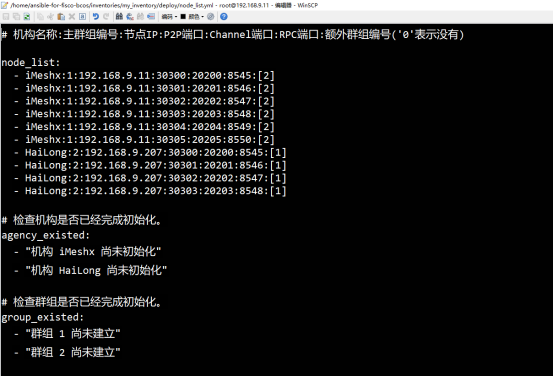 /home/ansible-for-fisco-bcos/inventories/my_inventory/deploy/node_list.yml - root@192.168.9.11 - 编辑器 - WinSCP
编码 颜色
# 机构名称:主群组编号:节点IP:P2P端口:Channel端口:RPC端口:额外群组编号('0'表示没有)
node_list:
- iMeshx:1:192.168.9.11:30300:20200:8545:[2]
- iMeshx:1:192.168.9.11:30301:20201:8546:[2]
- iMeshx:1:192.168.9.11:30302:20202:8547:[2]
- iMeshx:1:192.168.9.11:30303:20203:8548:[2]
- iMeshx:1:192.168.9.11:30304:20204:8549:[2]
- iMeshx:1:192.168.9.11:30305:20205:8550:[2]
- HaiLong:2:192.168.9.207:30300:20200:8545:[1]
- HaiLong:2:192.168.9.207:30301:20201:8546:[1]
- HaiLong:2:192.168.9.207:30302:20202:8547:[1]
- HaiLong:2:192.168.9.207:30303:20203:8548:[1]
# 检查机构是否已经完成初始化。
agency_existed:
- "机构 iMeshx 尚未初始化"
- "机构 HaiLong 尚未初始化"
# 检查群组是否已经完成初始化。
group_existed:
- "群组 1 尚未建立"
- "群组 2 尚未建立"